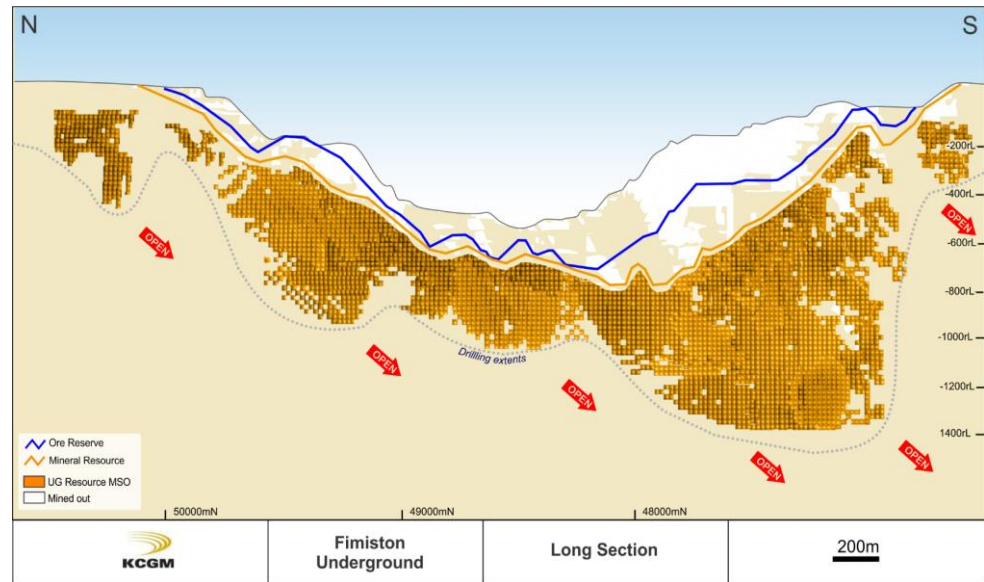 N
S
-200rL
-400rL
OPEN
OPEN
-600rL
-800rL
-1000rL
Drilling extents
OPEN
OPEN
-1200rL
1400rL
OPEN
OPEN
Ore Reserve
Mineral Resource
UG Resource MSO
Mined out
50000mN
49000mN
48000mN
KCGM
Fimiston
Underground
Long Section
200m